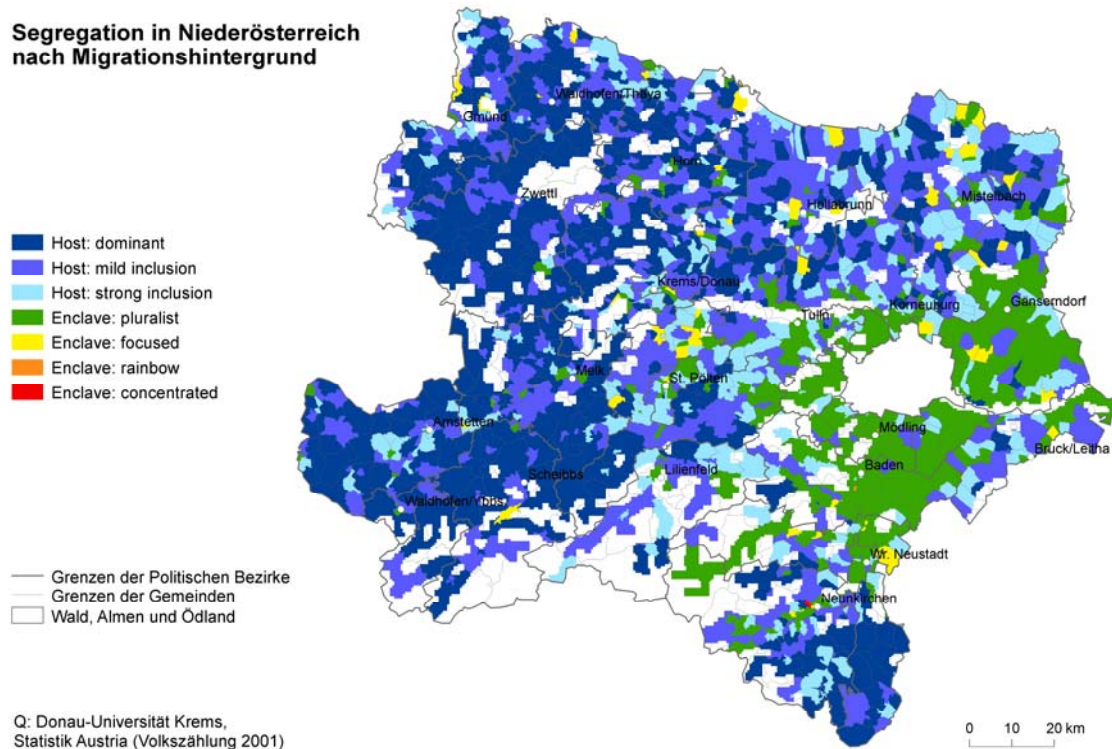 Segregation in Niederösterreich
nach Migrationshintergrund
Waidhofen/Thaya
Gmünd
Horn
Zwettl
Hollabrunn
Mistelbach
Host: dominant
Host: mild inclusion
Host: strong inclusion
Enclave: pluralist
Enclave: focused
Enclave: rainbow
Enclave: concentrated
Krems/Donau
Korneuburg
Gänserndorf
Tulln
Melk
St. Pölten
Amstetten
Mödling
Bruck/Leitha
Baden
Scheibbs
Lilienfeld
Waidhofen/Ybbs
Wr. Neustadt
Neunkirchen
Grenzen der Politischen Bezirke
Grenzen der Gemeinden
Wald, Almen und Ödland
Q: Donau-Universität Krems,
Statistik Austria (Volkszählung 2001)
0 10 20 km